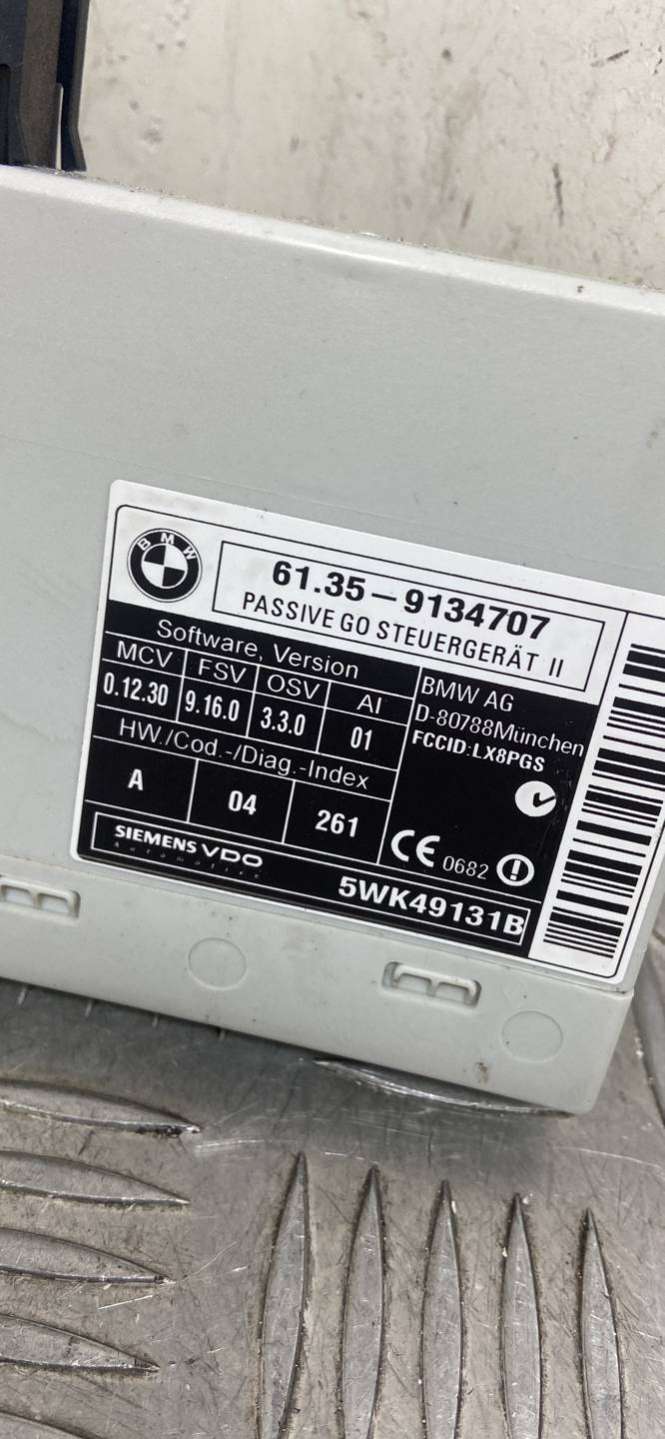 BMW
61.35-9134707
PASSIVE GO STEUERGERÄT II
Software, Version
MCV FSV OSV AI
0.12.30 9.16.0 3.3.0 01
HW./Cod.-/Diag.-Index
A 04 261
BMW AG
D-80788München
FCCID:LX8PGS
CE 0682
SIEMENS VDO
Automotive
5WK49131B